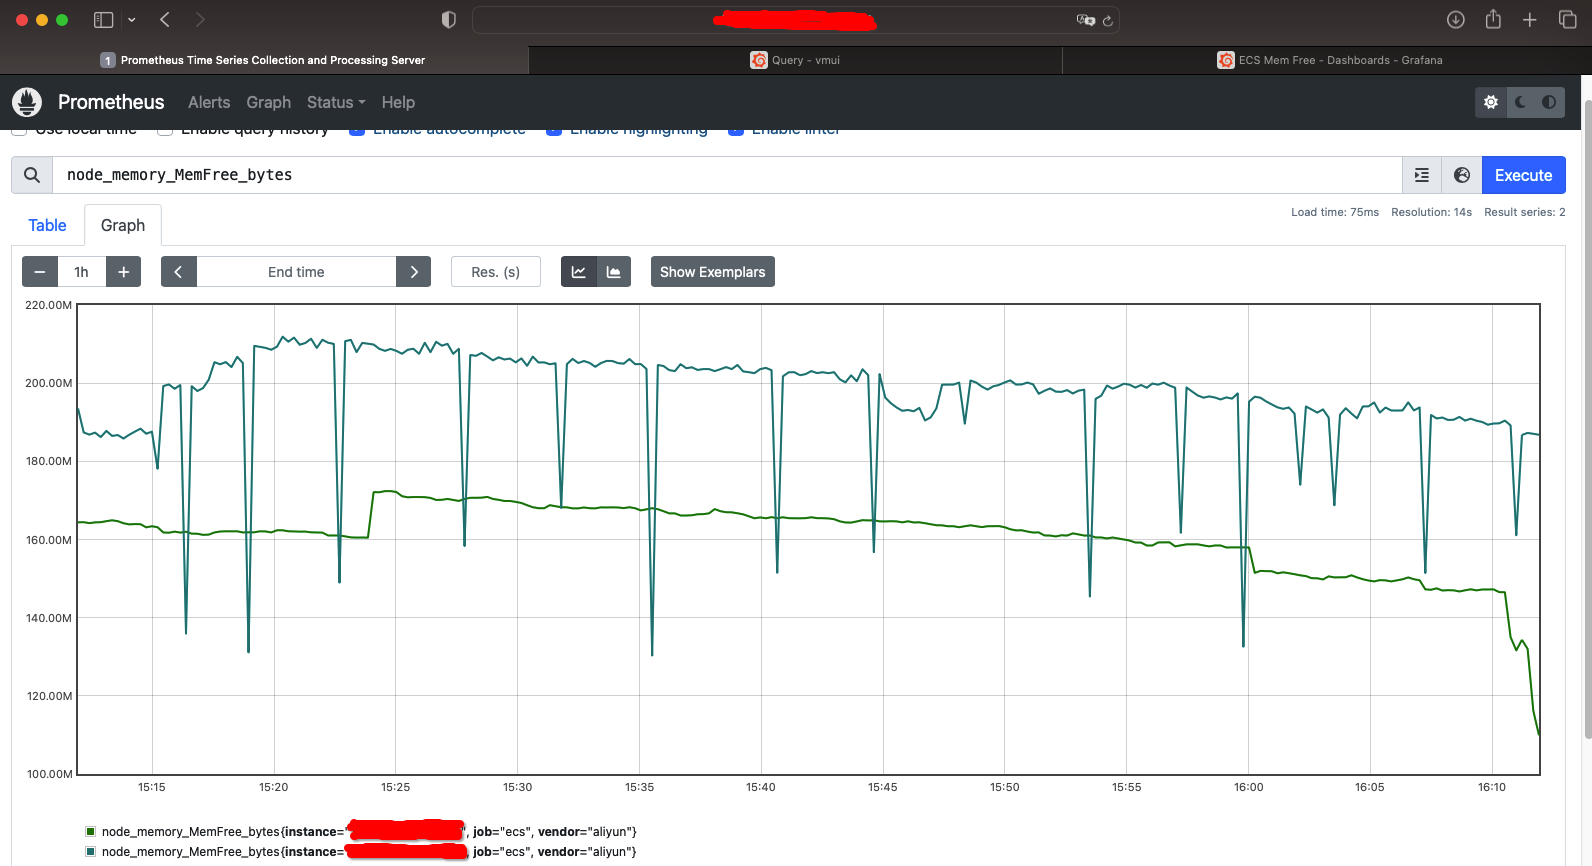 1 Prometheus Time Series Collection and Processing Server
Query - vmui
ECS Mem Free - Dashboards - Grafana
Prometheus Alerts Graph Status Help
Use local time Enable query history Enable autocomplete Enable highlighting Enable linter
node_memory_MemFree_bytes
Execute
Load time: 75ms Resolution: 14s Result series: 2
Table Graph
− 1h + End time Res. (s) Show Exemplars
220.00M
200.00M
180.00M
160.00M
140.00M
120.00M
100.00M
15:15 15:20 15:25 15:30 15:35 15:40 15:45 15:50 15:55 16:00 16:05 16:10
node_memory_MemFree_bytes{instance=" ", job="ecs", vendor="aliyun"}
node_memory_MemFree_bytes{instance= , job="ecs", vendor="aliyun"}